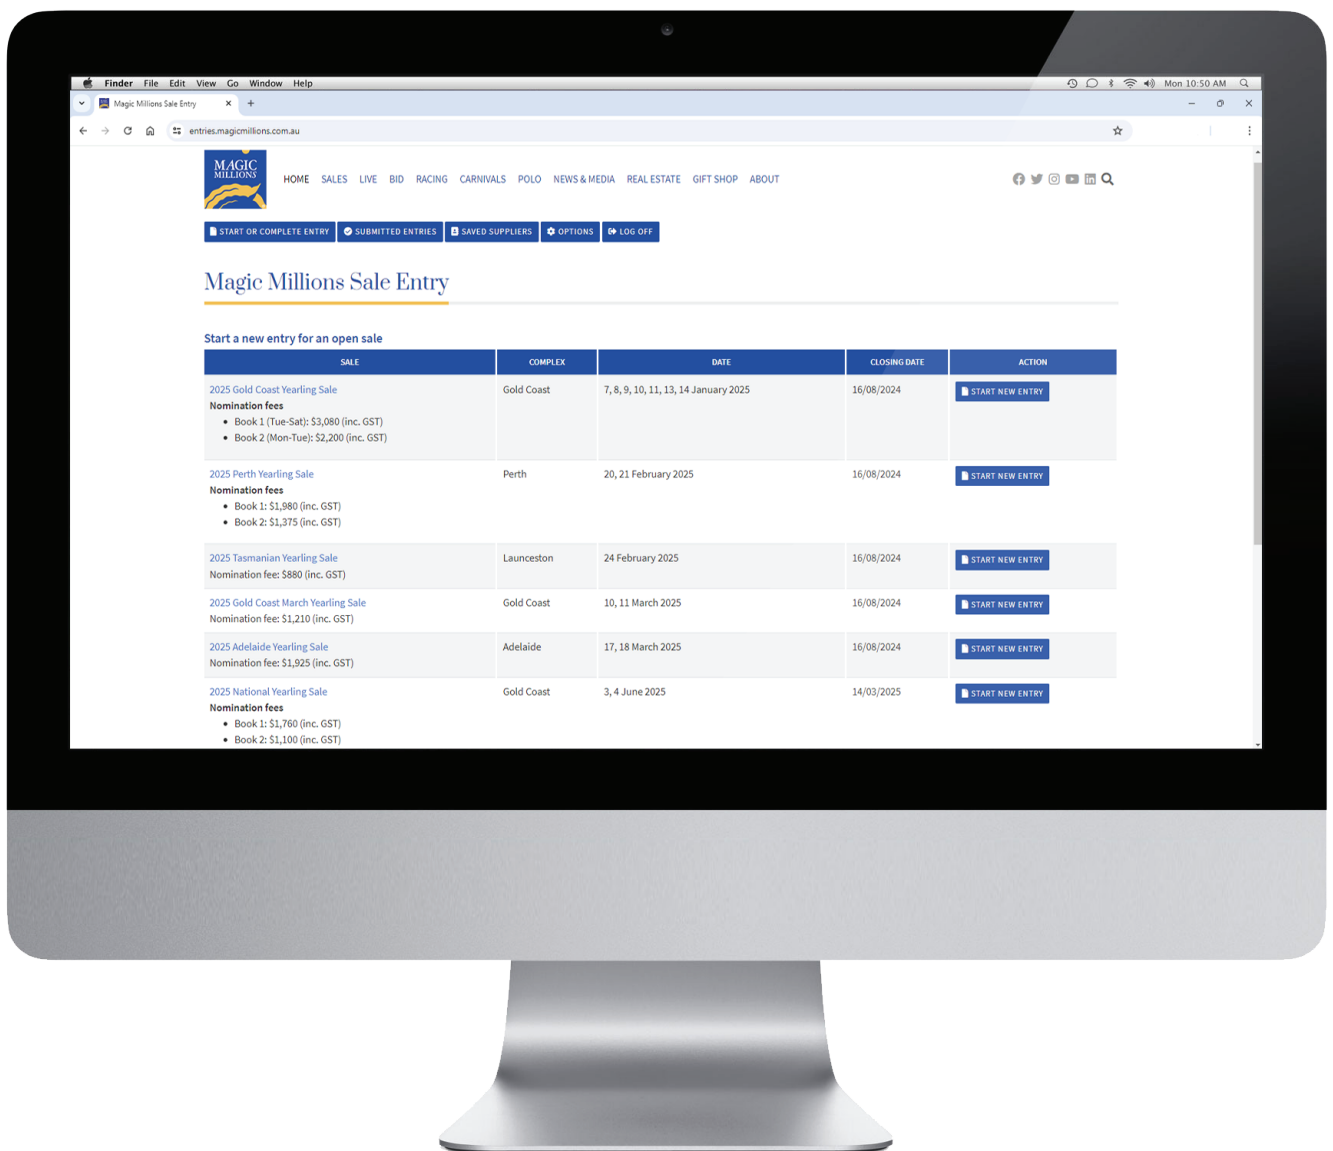 Finder File Edit View Go Window Help Mon 10:50 AM
Magic Millions Sale Entry
entries.magicmillions.com.au
MAGIC
MILLIONS
HOME SALES LIVE BID RACING CARNIVALS POLO NEWS & MEDIA REAL ESTATE GIFT SHOP ABOUT
START OR COMPLETE ENTRY SUBMITTED ENTRIES SAVED SUPPLIERS OPTIONS LOG OFF
Magic Millions Sale Entry
Start a new entry for an open sale
SALE COMPLEX DATE CLOSING DATE ACTION
2025 Gold Coast Yearling Sale Gold Coast 7, 8, 9, 10, 11, 13, 14 January 2025 16/08/2024 START NEW ENTRY
Nomination fees
• Book 1 (Tue-Sat): $3,080 (inc. GST)
• Book 2 (Mon-Tue): $2,200 (inc. GST)
2025 Perth Yearling Sale Perth 20, 21 February 2025 16/08/2024 START NEW ENTRY
Nomination fees
• Book 1: $1,980 (inc. GST)
• Book 2: $1,375 (inc. GST)
2025 Tasmanian Yearling Sale Launceston 24 February 2025 16/08/2024 START NEW ENTRY
Nomination fee: $880 (inc. GST)
2025 Gold Coast March Yearling Sale Gold Coast 10, 11 March 2025 16/08/2024 START NEW ENTRY
Nomination fee: $1,210 (inc. GST)
2025 Adelaide Yearling Sale Adelaide 17, 18 March 2025 16/08/2024 START NEW ENTRY
Nomination fee: $1,925 (inc. GST)
2025 National Yearling Sale Gold Coast 3, 4 June 2025 14/03/2025 START NEW ENTRY
Nomination fees
• Book 1: $1,760 (inc. GST)
• Book 2: $1,100 (inc. GST)